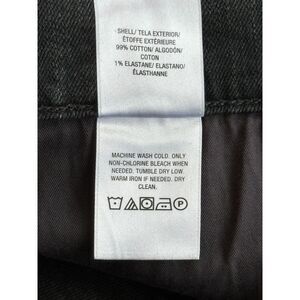 SHELL/ TELA EXTERIOR/
ÉTOFFE EXTÉRIEURE
99% COTTON/ ALGODÓN/
COTON
1% ELASTANE/ ELASTANO/
ÉLASTHANNE
MACHINE WASH COLD. ONLY
NON-CHLORINE BLEACH WHEN
NEEDED. TUMBLE DRY LOW.
WARM IRON IF NEEDED. DRY
CLEAN.
P